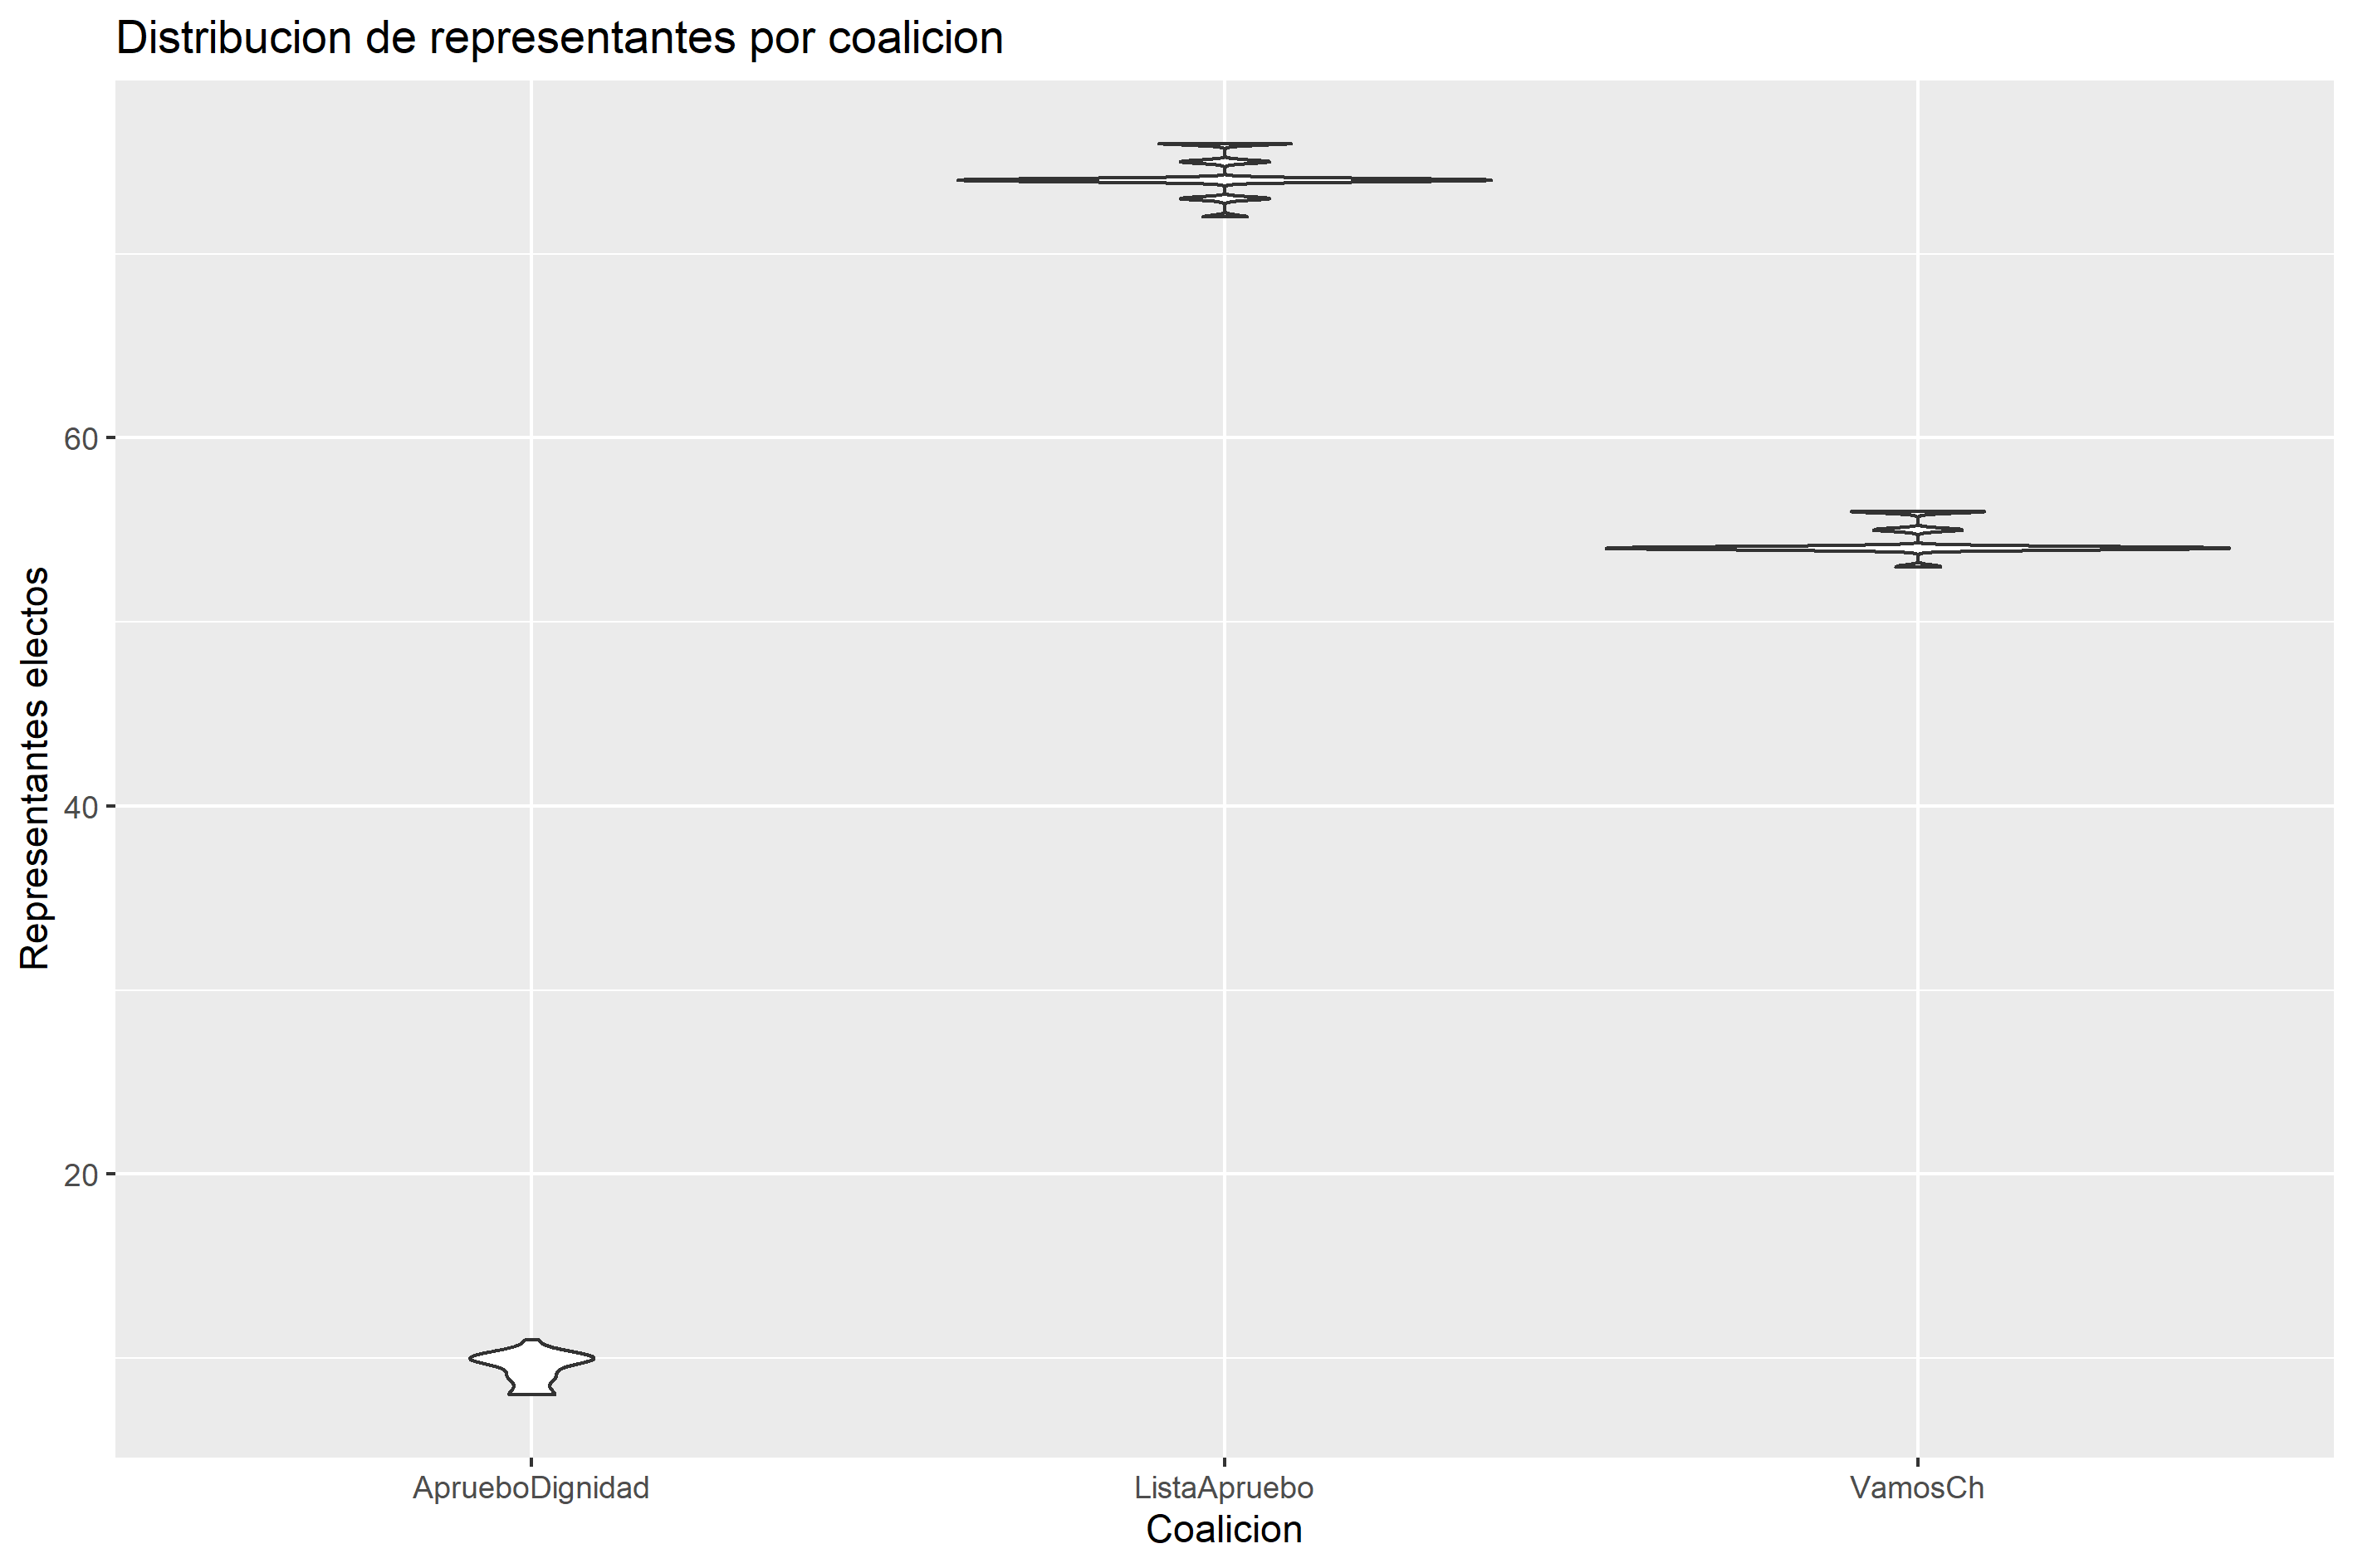 Distribucion de representantes por coalicion
Representantes electos
60
40
20
AprueboDignidad
ListaApruebo
VamosCh
Coalicion